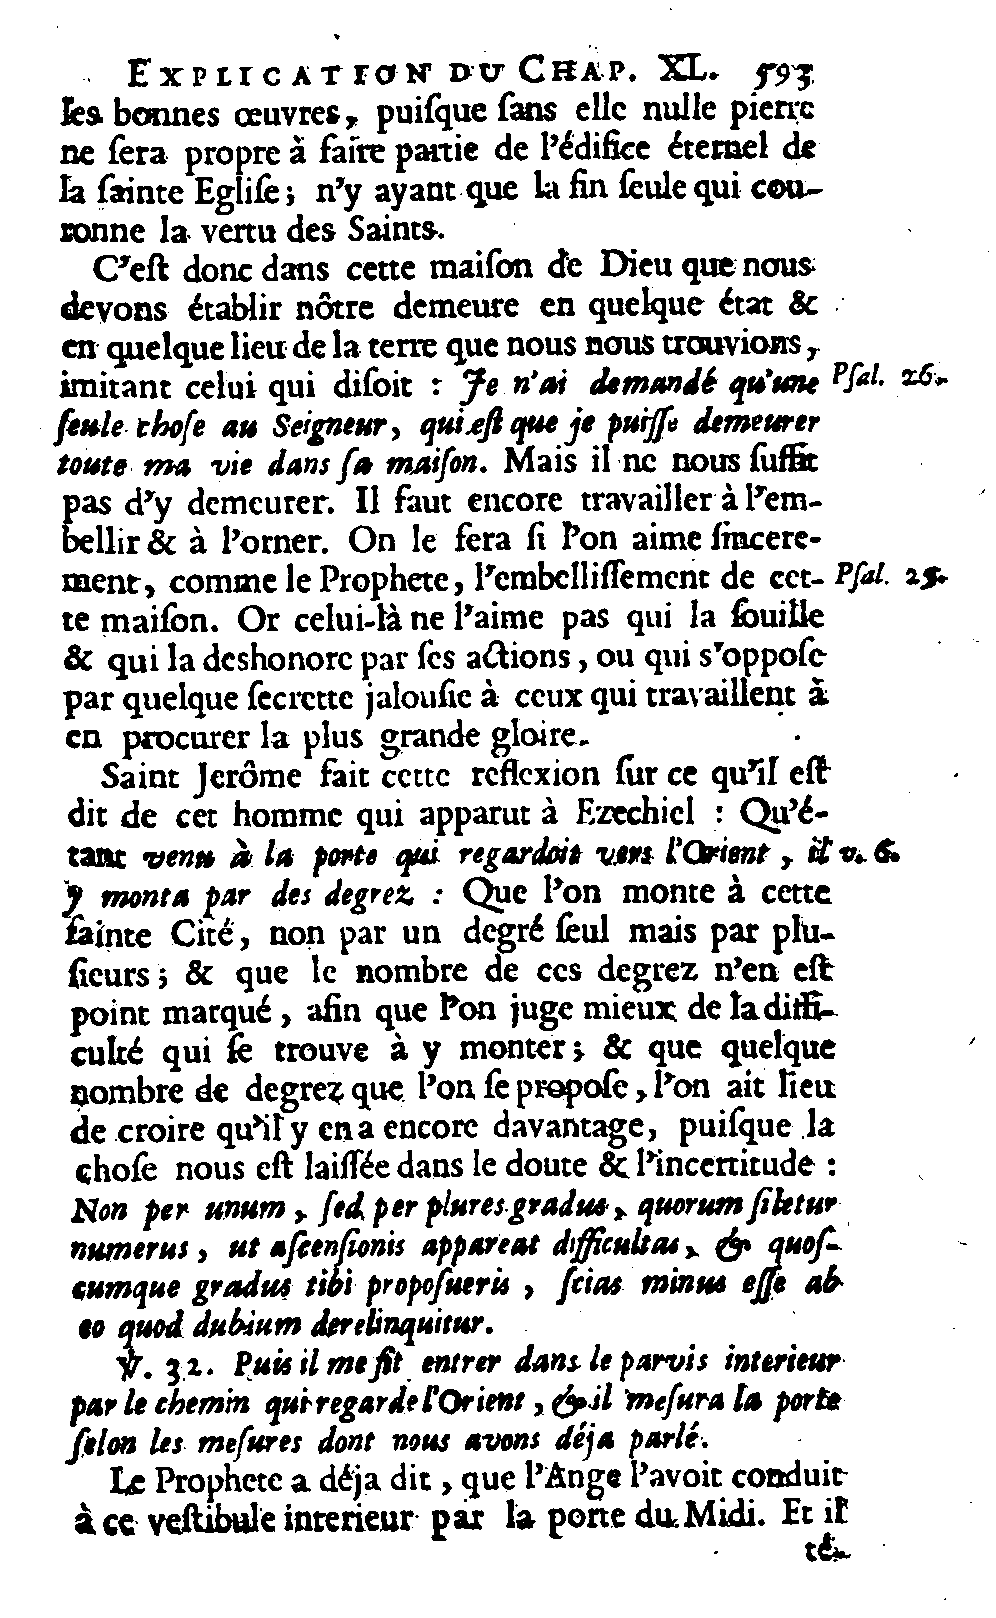 EXPLICATION DU CHAP. XL. 593
les bonnes œuvres, puiſque ſans elle nulle pierre
ne ſera propre à faire partie de l'édifice éternel de
la ſainte Egliſe; n'y ayant que la fin ſeule qui cou-
ronne la vertu des Saints.
C'eſt donc dans cette maiſon de Dieu que nous
devons établir nôtre demeure en quelque état &
en quelque lieu de la terre que nous nous trouvions,
imitant celui qui diſoit : Je n'ai demandé qu'une Pſal. 26.
ſeule choſe au Seigneur, qui eſt que je puiſſe demeurer
toute ma vie dans ſa maiſon. Mais il ne nous ſuffit
pas d'y demeurer. Il faut encore travailler à l'em-
bellir & à l'orner. On le fera ſi l'on aime ſincere-
ment, comme le Prophete, l'embelliſſement de cet- Pſal. 25.
te maiſon. Or celui-là ne l'aime pas qui la ſouille
& qui la deshonore par ſes actions, ou qui s'oppoſe
par quelque ſecrette jalouſie à ceux qui travaillent à
en procurer la plus grande gloire.
Saint Jerôme fait cette reflexion ſur ce qu'il eſt
dit de cet homme qui apparut à Ezechiel : Qu'é-
tant venu à la porte qui regardoit vers l'Orient, il v. 6.
y monta par des degrez : Que l'on monte à cette
ſainte Cité, non par un degré ſeul mais par plu-
ſieurs; & que le nombre de ces degrez n'en eſt
point marqué, afin que l'on juge mieux de la diffi-
culté qui ſe trouve à y monter; & que quelque
nombre de degrez que l'on ſe propoſe, l'on ait lieu
de croire qu'il y en a encore davantage, puiſque la
choſe nous eſt laiſſée dans le doute & l'incertitude :
Non per unum, ſed per plures gradus, quorum ſiletur
numerus, ut aſcenſionis appareat difficultas, & quoſ-
cumque gradus tibi propoſueris, ſcias minus eſſe ab
eo quod dubium derelinquitur.
℣. 32. Puis il me fit entrer dans le parvis interieur
par le chemin qui regarde l'Orient, & il meſura la porte
ſelon les meſures dont nous avons déja parlé.
Le Prophete a déja dit, que l'Ange l'avoit conduit
à ce veſtibule interieur par la porte du Midi. Et il
té-